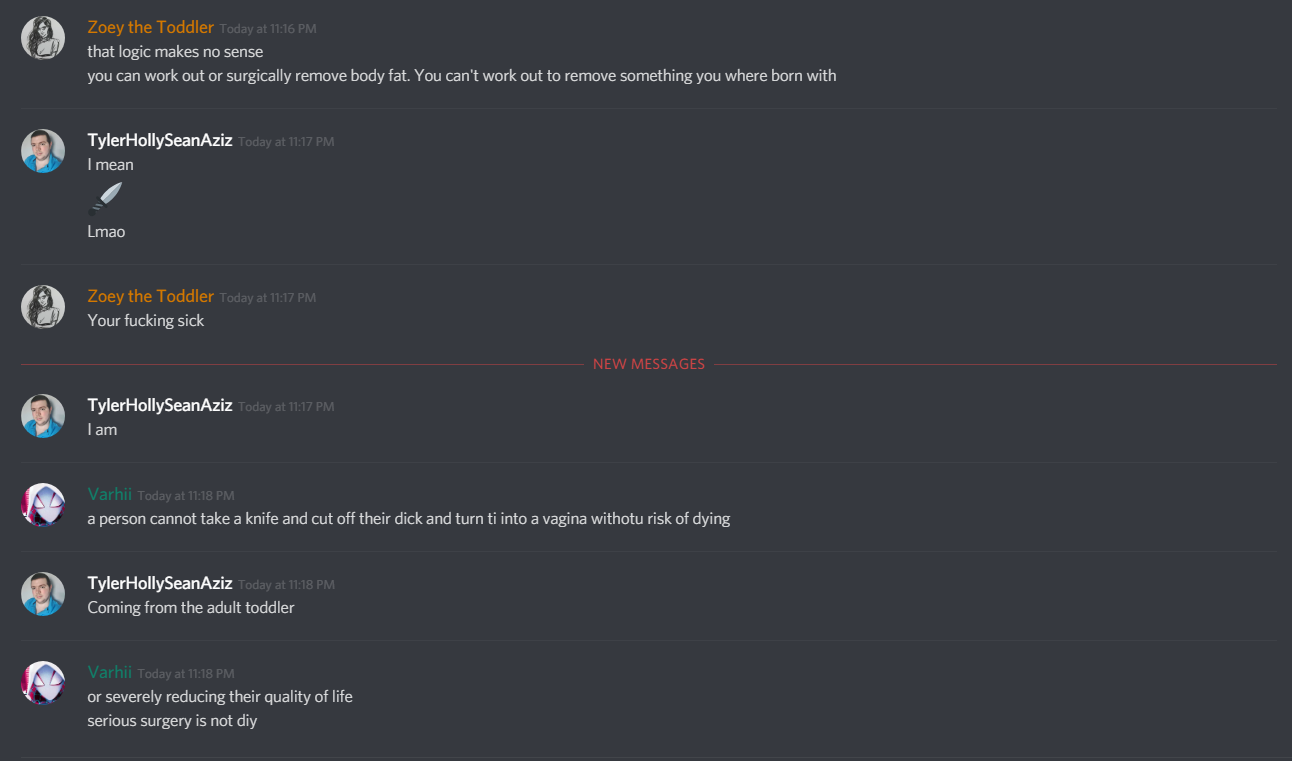 Zoey the Toddler Today at 11:16 PM
that logic makes no sense
you can work out or surgically remove body fat. You can't work out to remove something you where born with
TylerHollySeanAziz Today at 11:17 PM
I mean
Lmao
Zoey the Toddler Today at 11:17 PM
Your fucking sick
NEW MESSAGES
TylerHollySeanAziz Today at 11:17 PM
I am
Varhii Today at 11:18 PM
a person cannot take a knife and cut off their dick and turn ti into a vagina withotu risk of dying
TylerHollySeanAziz Today at 11:18 PM
Coming from the adult toddler
Varhii Today at 11:18 PM
or severely reducing their quality of life
serious surgery is not diy